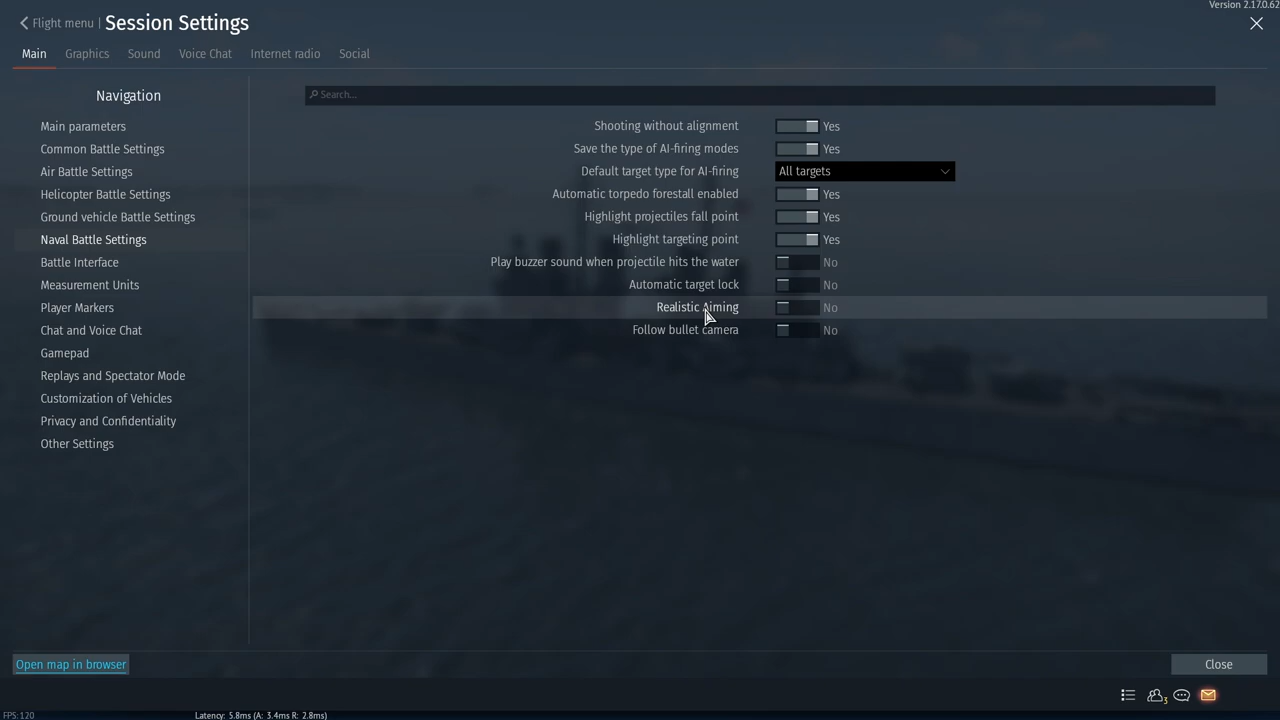 Version 2.17.0.62
Flight menu | Session Settings
Main Graphics Sound Voice Chat Internet radio Social
Navigation
Main parameters
Common Battle Settings
Air Battle Settings
Helicopter Battle Settings
Ground vehicle Battle Settings
Naval Battle Settings
Battle Interface
Measurement Units
Player Markers
Chat and Voice Chat
Gamepad
Replays and Spectator Mode
Customization of Vehicles
Privacy and Confidentiality
Other Settings
Search...
Shooting without alignment Yes
Save the type of AI-firing modes Yes
Default target type for AI-firing All targets
Automatic torpedo forestall enabled Yes
Highlight projectiles fall point Yes
Highlight targeting point Yes
Play buzzer sound when projectile hits the water No
Automatic target lock No
Realistic Aiming No
Follow bullet camera No
Open map in browser
Close
3
FPS:120 Latency: 5.8ms (A: 3.4ms R: 2.8ms)